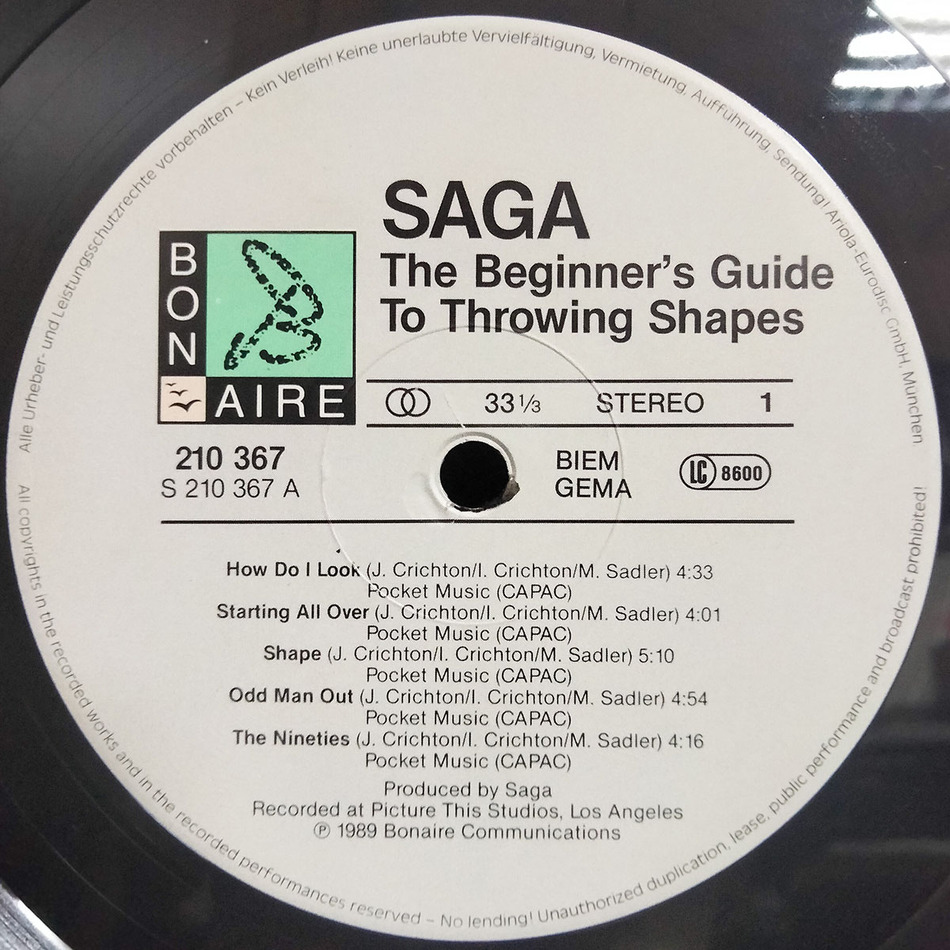 Alle Urheber- und Leistungsschutzrechte vorbehalten – Kein Verleih! Keine unerlaubte Vervielfältigung, Vermietung, Aufführung, Sendung! Ariola-Eurodisc GmbH, München
SAGA
The Beginner's Guide
To Throwing Shapes
BON
AIRE
33 1/3 STEREO 1
210 367
S 210 367 A
BIEM
GEMA
LC 8600
How Do I Look (J. Crichton/I. Crichton/M. Sadler) 4:33
Pocket Music (CAPAC)
Starting All Over (J. Crichton/I. Crichton/M. Sadler) 4:01
Pocket Music (CAPAC)
Shape (J. Crichton/I. Crichton/M. Sadler) 5:10
Pocket Music (CAPAC)
Odd Man Out (J. Crichton/I. Crichton/M. Sadler) 4:54
Pocket Music (CAPAC)
The Nineties (J. Crichton/I. Crichton/M. Sadler) 4:16
Pocket Music (CAPAC)
Produced by Saga
Recorded at Picture This Studios, Los Angeles
℗ 1989 Bonaire Communications
All copyrights in the recorded works and in the recorded performances reserved – No lending! Unauthorized duplication, lease, public performance and broadcast prohibited!